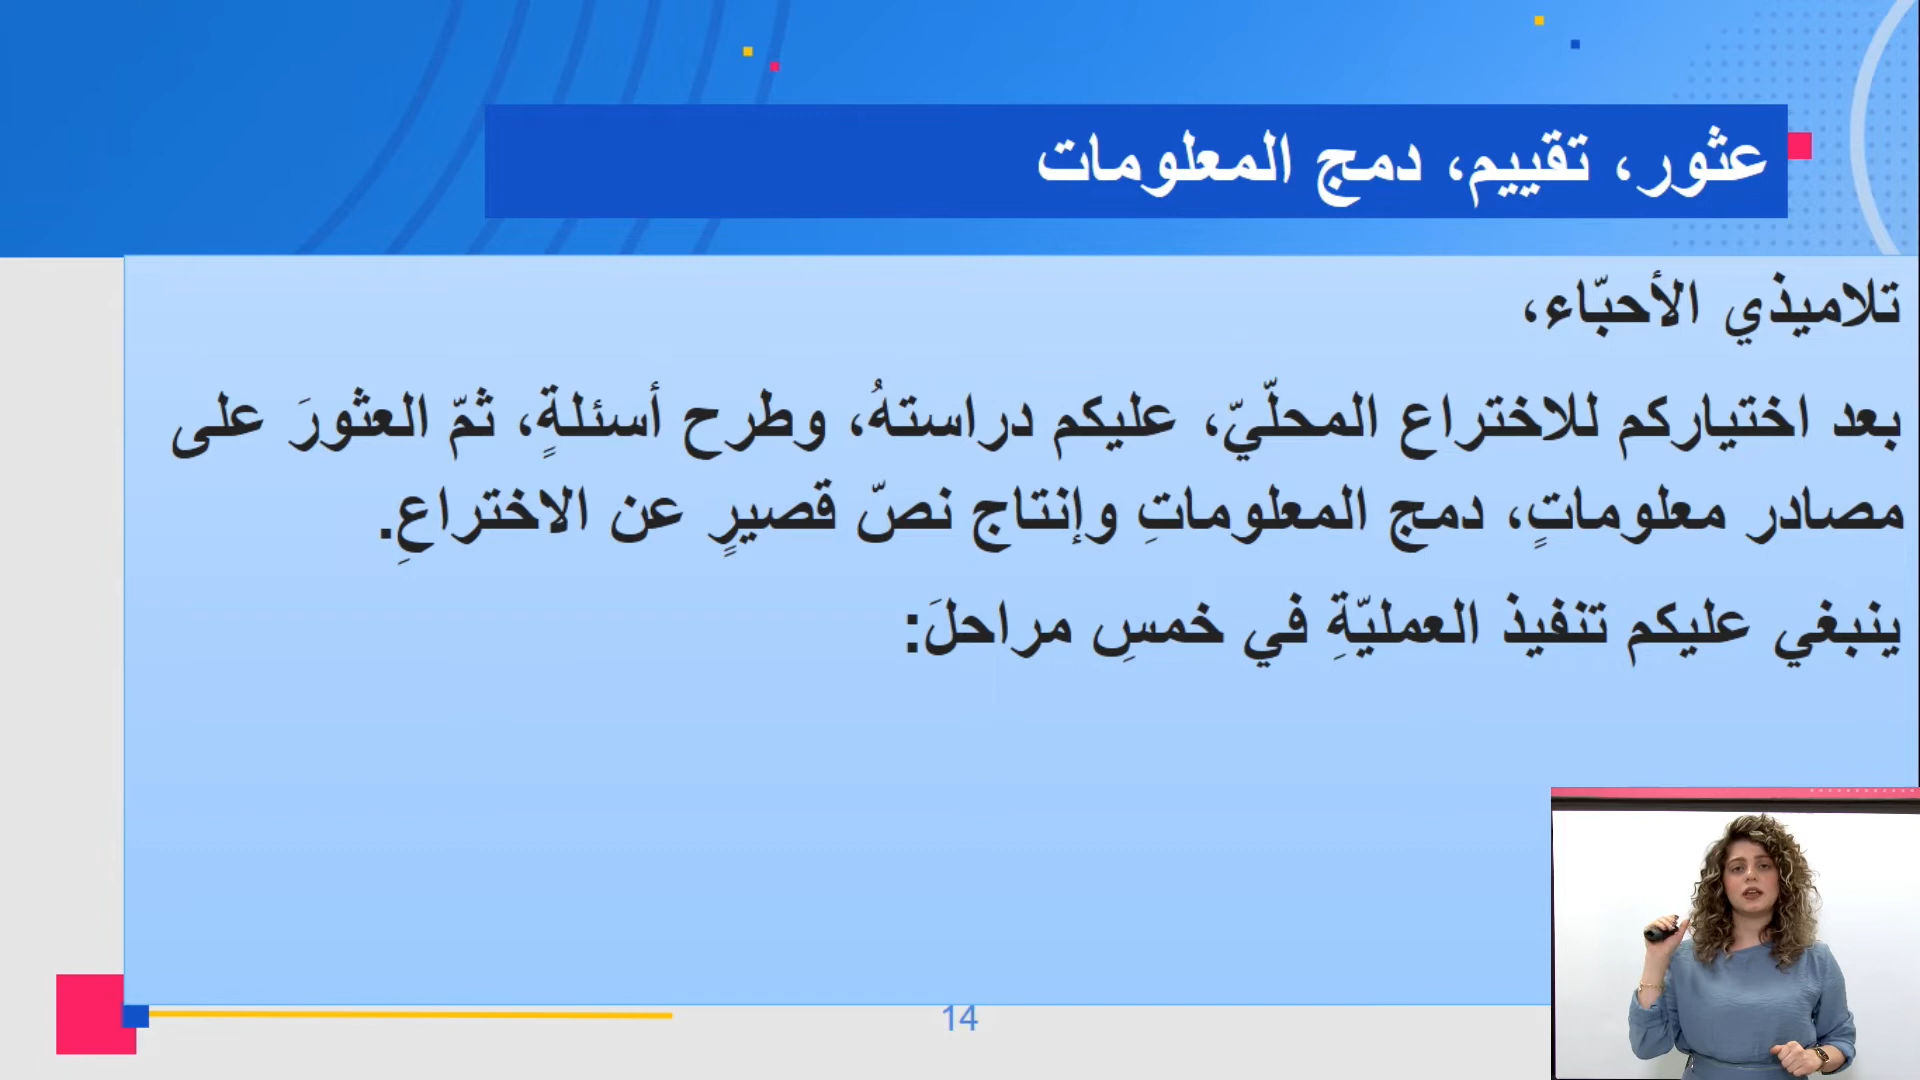 عثور، تقييم، دمج المعلومات
تلاميذي الأحبّاء،
بعد اختياركم للاختراع المحلّيّ، عليكم دراستهُ، وطرح أسئلةٍ، ثمّ العثورَ على
مصادر معلوماتٍ، دمج المعلوماتِ وإنتاج نصّ قصيرٍ عن الاختراعِ.
ينبغي عليكم تنفيذ العمليّةِ في خمسِ مراحلَ:
14